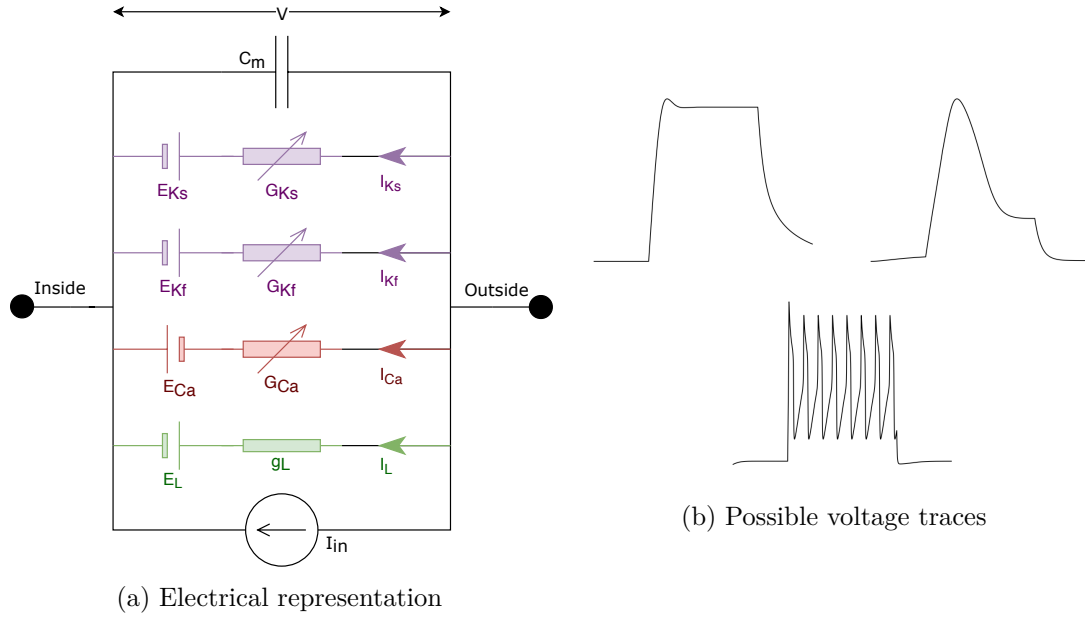 V
Cm
EKs
GKs
IKs
EKf
GKf
IKf
Inside
Outside
ECa
GCa
ICa
EL
gL
IL
Iin
(a) Electrical representation
(b) Possible voltage traces